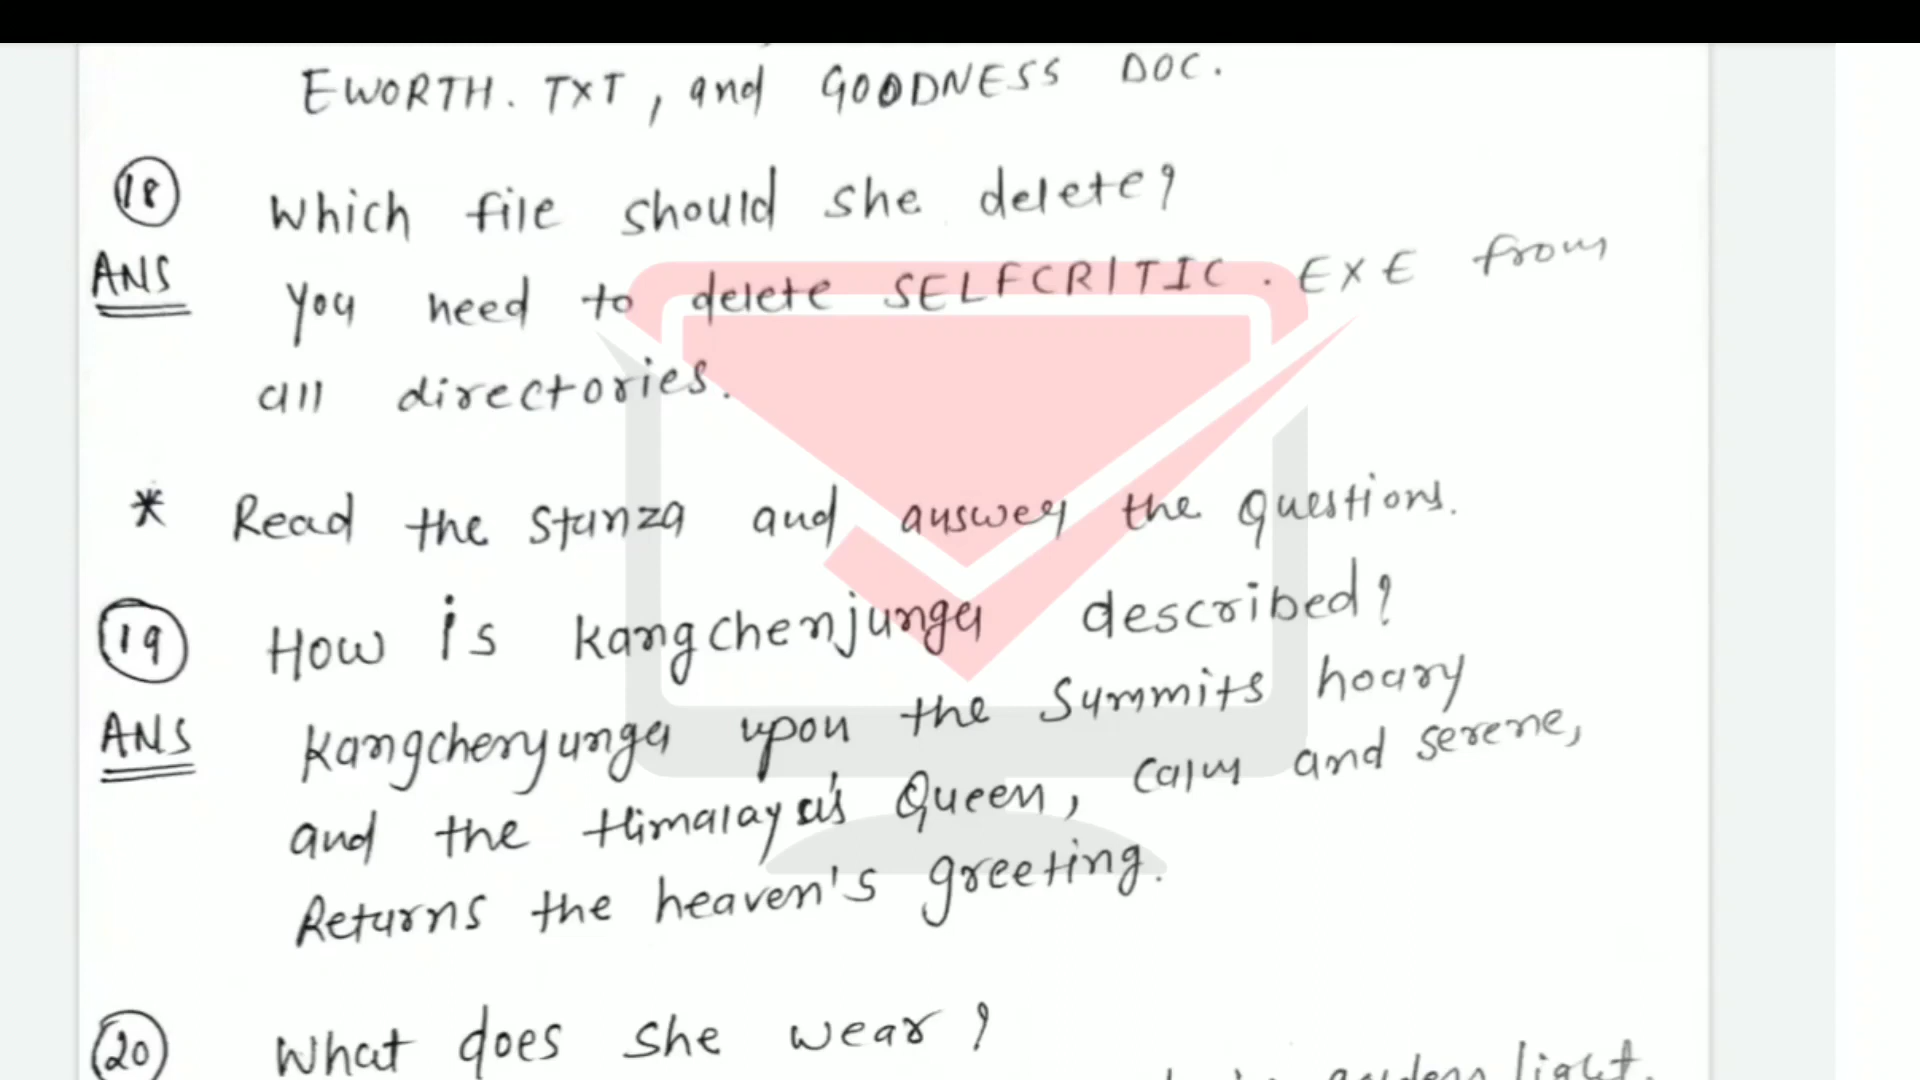 EWORTH. TXT, and GOODNESS DOC.
18 Which file should she delete?
ANS You need to delete SELFCRITIC. EXE from
all directories.
* Read the stanza and answer the questions.
19 How is kangchenjunga described?
ANS Kangchenjunga upon the Summits hoary
and the Himalaya's Queen, calm and serene,
Returns the heaven's greeting.
20 What does she wear?
light.